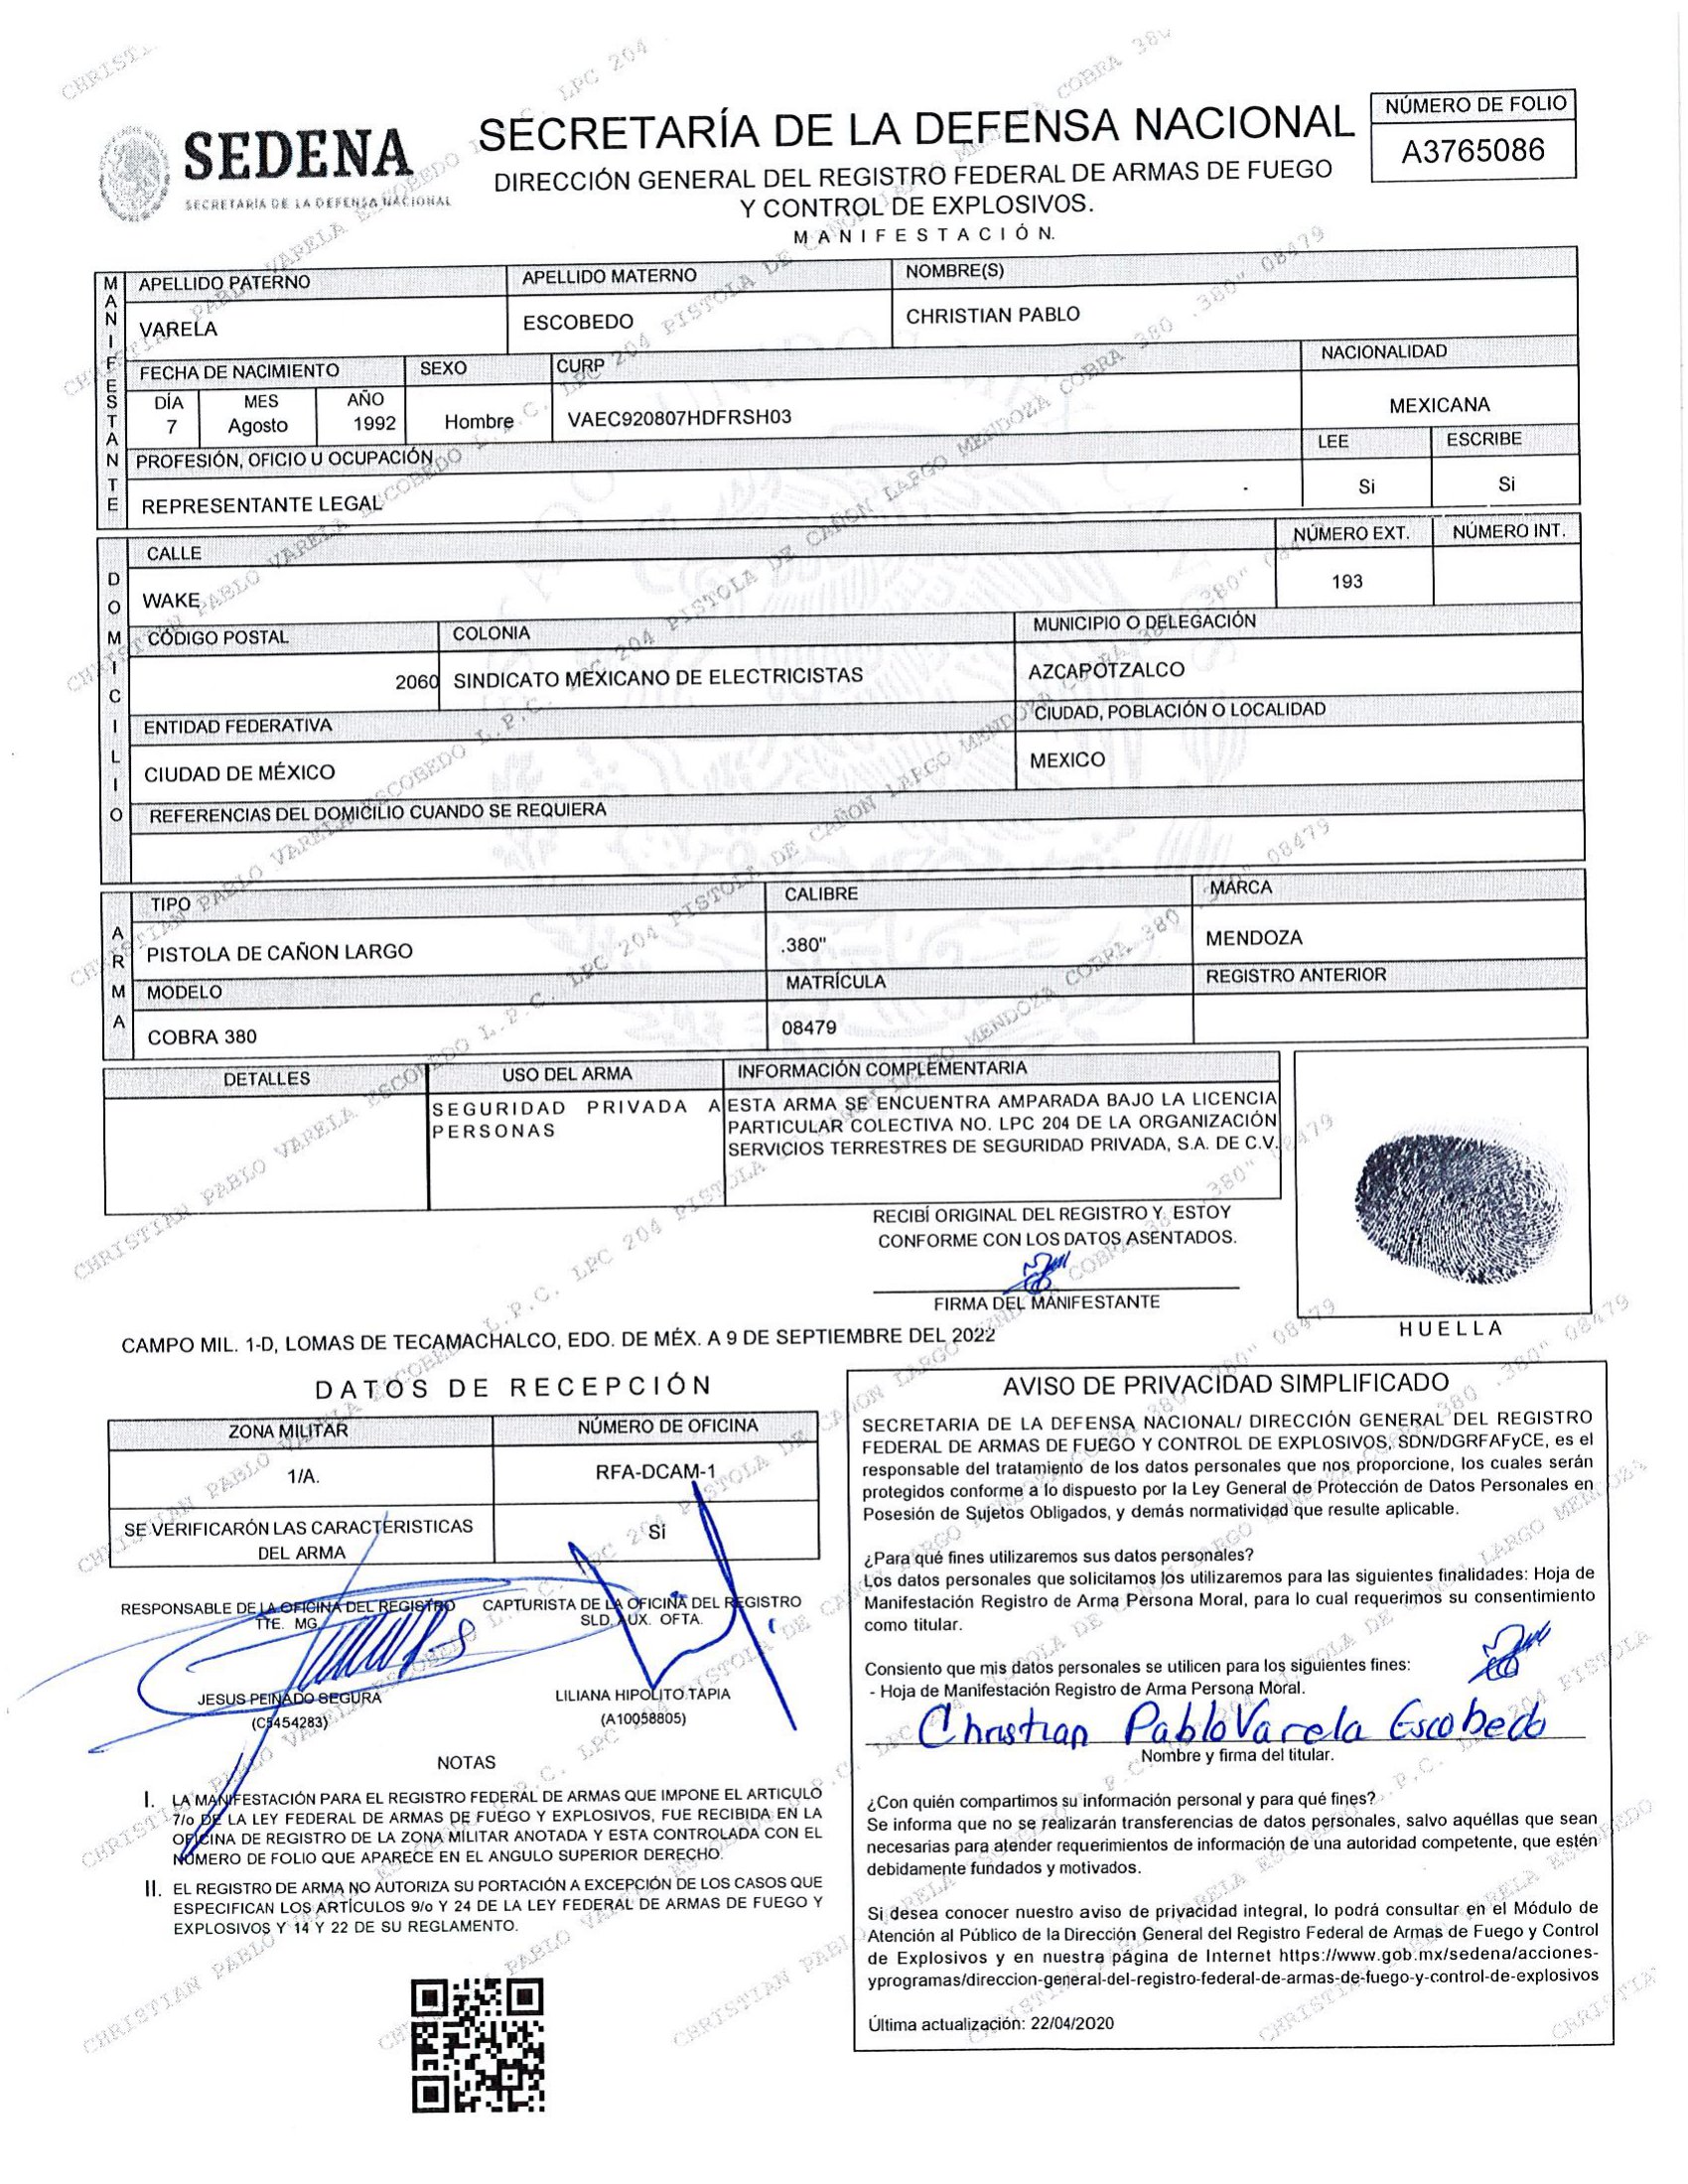 SEDENA
SECRETARÍA DE LA DEFENSA NACIONAL
SECRETARÍA DE LA DEFENSA NACIONAL
DIRECCIÓN GENERAL DEL REGISTRO FEDERAL DE ARMAS DE FUEGO
Y CONTROL DE EXPLOSIVOS.
MANIFESTACIÓN.
NÚMERO DE FOLIO
A3765086
MANIFESTANTE
APELLIDO PATERNO APELLIDO MATERNO NOMBRE(S)
VARELA ESCOBEDO CHRISTIAN PABLO
FECHA DE NACIMIENTO SEXO CURP NACIONALIDAD
DÍA MES AÑO
7 Agosto 1992 Hombre VAEC920807HDFRSH03 MEXICANA
PROFESIÓN, OFICIO U OCUPACIÓN LEE ESCRIBE
REPRESENTANTE LEGAL Si Si
DOMICILIO
CALLE NÚMERO EXT. NÚMERO INT.
WAKE 193
CÓDIGO POSTAL COLONIA MUNICIPIO O DELEGACIÓN
2060 SINDICATO MEXICANO DE ELECTRICISTAS AZCAPOTZALCO
ENTIDAD FEDERATIVA CIUDAD, POBLACIÓN O LOCALIDAD
CIUDAD DE MÉXICO MEXICO
REFERENCIAS DEL DOMICILIO CUANDO SE REQUIERA
ARMA
TIPO CALIBRE MARCA
PISTOLA DE CAÑON LARGO .380" MENDOZA
MODELO MATRÍCULA REGISTRO ANTERIOR
COBRA 380 08479
DETALLES USO DEL ARMA INFORMACIÓN COMPLEMENTARIA
SEGURIDAD PRIVADA A
PERSONAS
ESTA ARMA SE ENCUENTRA AMPARADA BAJO LA LICENCIA
PARTICULAR COLECTIVA NO. LPC 204 DE LA ORGANIZACIÓN
SERVICIOS TERRESTRES DE SEGURIDAD PRIVADA, S.A. DE C.V.
RECIBÍ ORIGINAL DEL REGISTRO Y ESTOY
CONFORME CON LOS DATOS ASENTADOS.
FIRMA DEL MANIFESTANTE
HUELLA
CAMPO MIL. 1-D, LOMAS DE TECAMACHALCO, EDO. DE MÉX. A 9 DE SEPTIEMBRE DEL 2022
DATOS DE RECEPCIÓN
ZONA MILITAR NÚMERO DE OFICINA
1/A. RFA-DCAM-1
SE VERIFICARÓN LAS CARACTERISTICAS
DEL ARMA
Si
RESPONSABLE DE LA OFICINA DEL REGISTRO
TTE. MG.
JESUS PEINADO SEGURA
(C5454283)
CAPTURISTA DE LA OFICINA DEL REGISTRO
SLD. AUX. OFTA.
LILIANA HIPOLITO TAPIA
(A10058805)
NOTAS
I. LA MANIFESTACIÓN PARA EL REGISTRO FEDERAL DE ARMAS QUE IMPONE EL ARTICULO
7/o DE LA LEY FEDERAL DE ARMAS DE FUEGO Y EXPLOSIVOS, FUE RECIBIDA EN LA
OFICINA DE REGISTRO DE LA ZONA MILITAR ANOTADA Y ESTA CONTROLADA CON EL
NÚMERO DE FOLIO QUE APARECE EN EL ANGULO SUPERIOR DERECHO.
II. EL REGISTRO DE ARMA NO AUTORIZA SU PORTACIÓN A EXCEPCIÓN DE LOS CASOS QUE
ESPECIFICAN LOS ARTÍCULOS 9/o Y 24 DE LA LEY FEDERAL DE ARMAS DE FUEGO Y
EXPLOSIVOS Y 14 Y 22 DE SU REGLAMENTO.
AVISO DE PRIVACIDAD SIMPLIFICADO
SECRETARIA DE LA DEFENSA NACIONAL/ DIRECCIÓN GENERAL DEL REGISTRO
FEDERAL DE ARMAS DE FUEGO Y CONTROL DE EXPLOSIVOS, SDN/DGRFAFyCE, es el
responsable del tratamiento de los datos personales que nos proporcione, los cuales serán
protegidos conforme a lo dispuesto por la Ley General de Protección de Datos Personales en
Posesión de Sujetos Obligados, y demás normatividad que resulte aplicable.
¿Para qué fines utilizaremos sus datos personales?
Los datos personales que solicitamos los utilizaremos para las siguientes finalidades: Hoja de
Manifestación Registro de Arma Persona Moral, para lo cual requerimos su consentimiento
como titular.
Consiento que mis datos personales se utilicen para los siguientes fines:
- Hoja de Manifestación Registro de Arma Persona Moral.
Christian Pablo Varela Escobedo
Nombre y firma del titular.
¿Con quién compartimos su información personal y para qué fines?
Se informa que no se realizarán transferencias de datos personales, salvo aquéllas que sean
necesarias para atender requerimientos de información de una autoridad competente, que estén
debidamente fundados y motivados.
Si desea conocer nuestro aviso de privacidad integral, lo podrá consultar en el Módulo de
Atención al Público de la Dirección General del Registro Federal de Armas de Fuego y Control
de Explosivos y en nuestra página de Internet https://www.gob.mx/sedena/acciones-
yprogramas/direccion-general-del-registro-federal-de-armas-de-fuego-y-control-de-explosivos
Última actualización: 22/04/2020
CHRISTIAN PABLO VARELA ESCOBEDO L.P.C. LPC 204 PISTOLA DE CAÑON LARGO MENDOZA COBRA 380 .380" 08479